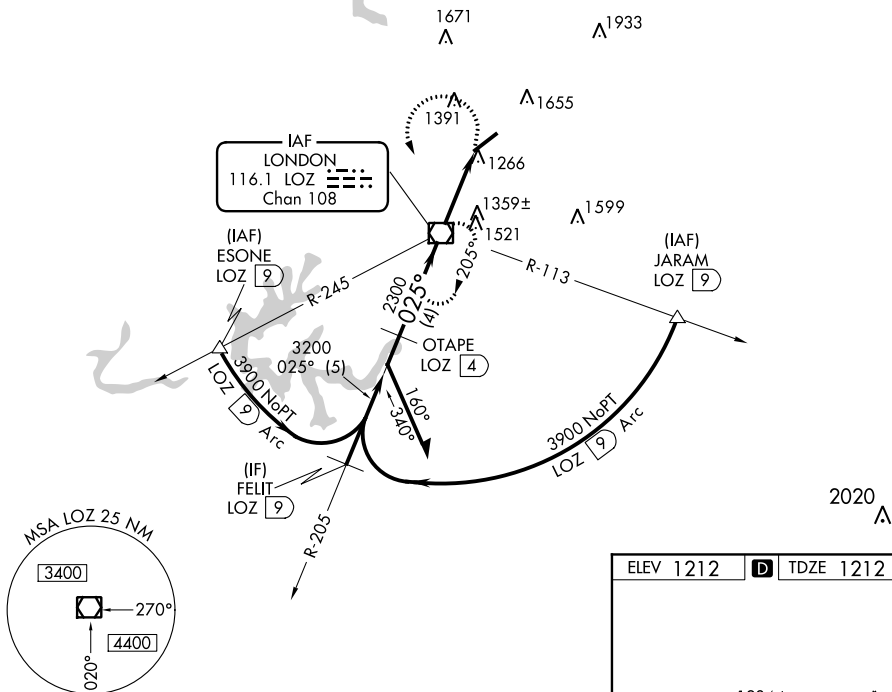 1671
1933
1391
1655
1266
IAF
LONDON
116.1 LOZ
Chan 108
1359±
1521
1599
(IAF)
ESONE
LOZ 9
R-245
205°
R-113
(IAF)
JARAM
LOZ 9
2300
025°
(4)
OTAPE
LOZ 4
3200
025° (5)
3900 NoPT
LOZ 9 Arc
160°
340°
3900 NoPT
LOZ 9 Arc
(IF)
FELIT
LOZ 9
R-205
2020
MSA LOZ 25 NM
3400
270°
4400
020°
ELEV 1212 D TDZE 1212